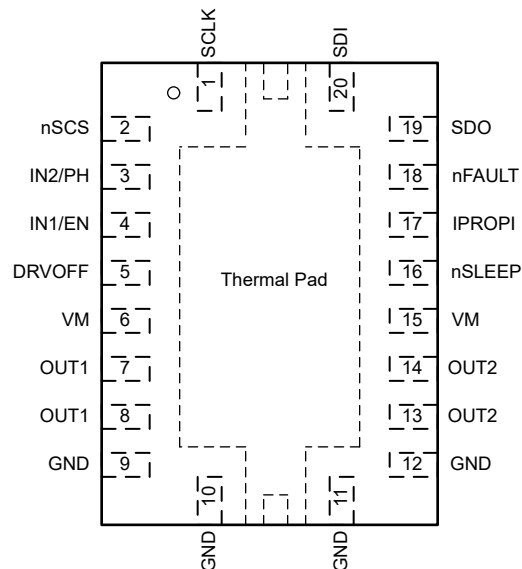 SCLK
SDI
1
20
nSCS 2
19 SDO
IN2/PH 3
18 nFAULT
IN1/EN 4
17 IPROPI
DRVOFF 5
16 nSLEEP
Thermal Pad
VM 6
15 VM
OUT1 7
14 OUT2
OUT1 8
13 OUT2
GND 9
12 GND
10
11
GND
GND